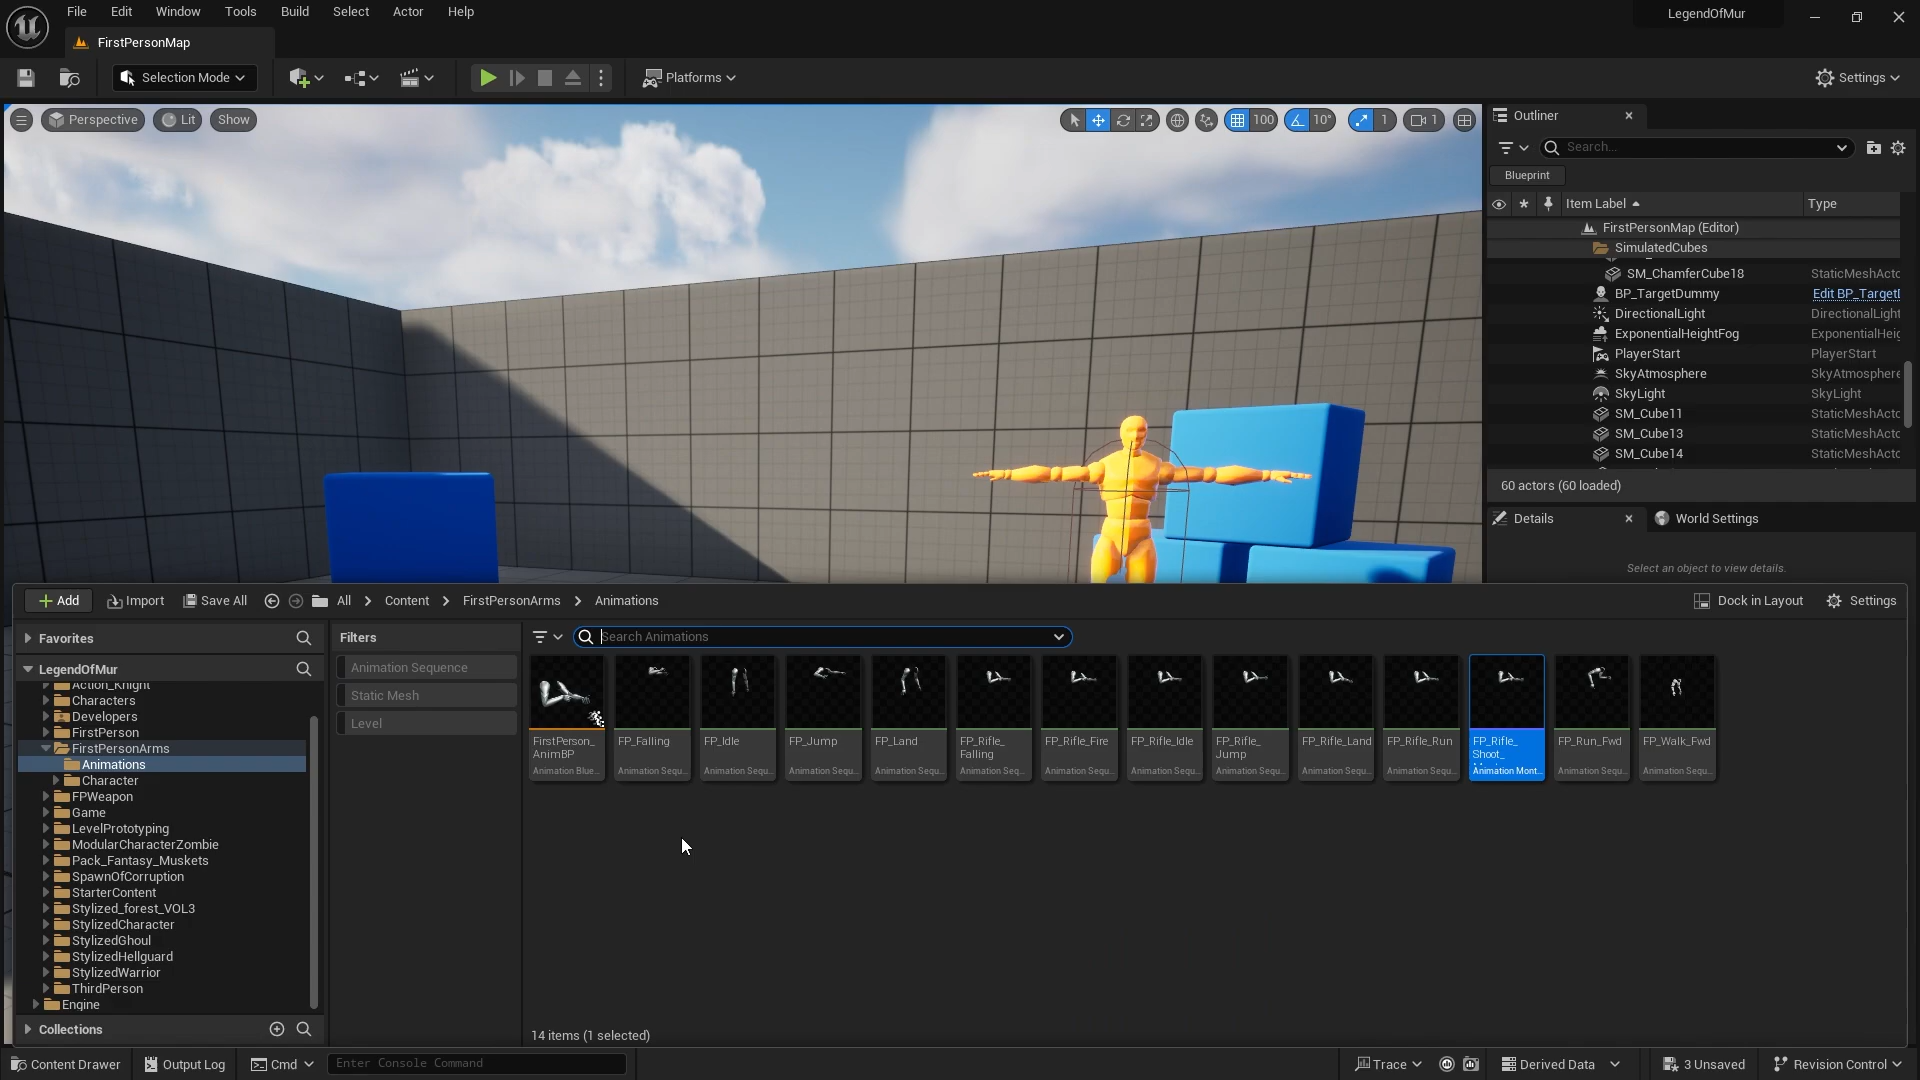 File Edit Window Tools Build Select Actor Help
LegendOfMur
FirstPersonMap
Selection Mode
Platforms
Settings
Perspective Lit Show
100 10° 1 1
Outliner
Search...
Blueprint
Item Label Type
FirstPersonMap (Editor)
SimulatedCubes
SM_ChamferCube18 StaticMeshActo
BP_TargetDummy Edit BP_Target
DirectionalLight DirectionalLight
ExponentialHeightFog ExponentialHeig
PlayerStart PlayerStart
SkyAtmosphere SkyAtmosphere
SkyLight SkyLight
SM_Cube11 StaticMeshActo
SM_Cube13 StaticMeshActo
SM_Cube14 StaticMeshActo
60 actors (60 loaded)
Details World Settings
Select an object to view details.
Add Import Save All All Content FirstPersonArms Animations
Dock in Layout Settings
Favorites
LegendOfMur
Action_Knight
Characters
Developers
FirstPerson
FirstPersonArms
Animations
Character
FPWeapon
Game
LevelPrototyping
ModularCharacterZombie
Pack_Fantasy_Muskets
SpawnOfCorruption
StarterContent
Stylized_forest_VOL3
StylizedCharacter
StylizedGhoul
StylizedHellguard
StylizedWarrior
ThirdPerson
Engine
Collections
Filters
Animation Sequence
Static Mesh
Level
Search Animations
FirstPerson_
AnimBP
Animation Blue...
FP_Falling
Animation Sequ...
FP_Idle
Animation Sequ...
FP_Jump
Animation Sequ...
FP_Land
Animation Sequ...
FP_Rifle_
Falling
Animation Seq...
FP_Rifle_Fire
Animation Sequ...
FP_Rifle_Idle
Animation Sequ...
FP_Rifle_
Jump
Animation Sequ...
FP_Rifle_Land
Animation Sequ...
FP_Rifle_Run
Animation Sequ...
FP_Rifle_
Shoot_
Animation Mont...
FP_Run_Fwd
Animation Sequ...
FP_Walk_Fwd
Animation Sequ...
14 items (1 selected)
Content Drawer Output Log Cmd Enter Console Command
Trace Derived Data 3 Unsaved Revision Control